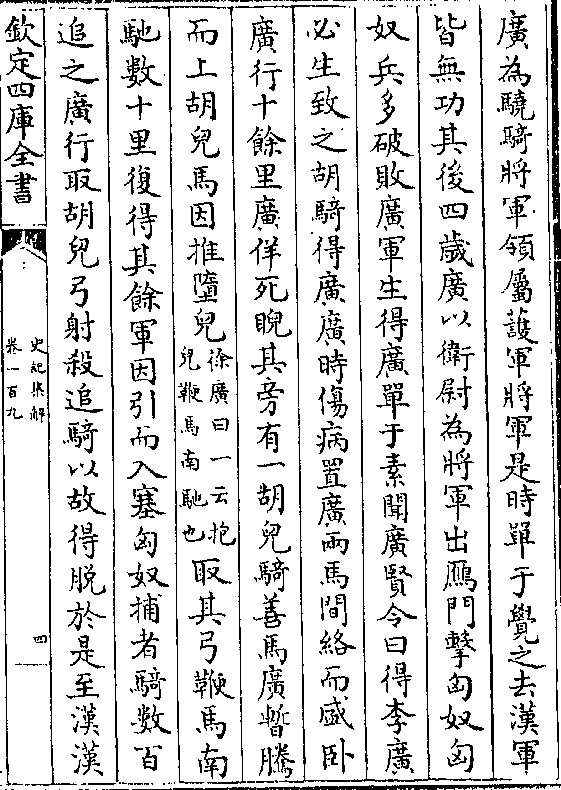 廣為驍騎將軍領屬護軍將軍是時單于覺之去漢軍
皆無功其後四歲廣以衛尉為將軍出鴈門擊匈奴匈
奴兵多破敗廣軍生得廣單于素聞廣賢令曰得李廣
必生致之胡騎得廣廣時傷病置廣兩馬間絡而盛卧
廣行十餘里廣佯死睨其旁有一胡兒騎善馬廣暫騰
而上胡兒馬因推墮兒徐廣曰一云抱兒鞭馬南馳也取其弓鞭馬南
馳數十里復得其餘軍因引而入塞匈奴捕者騎數百
追之廣行取胡兒弓射殺追騎以故得脫於是至漢漢
欽定四庫全書
史記集解
卷一百九
四